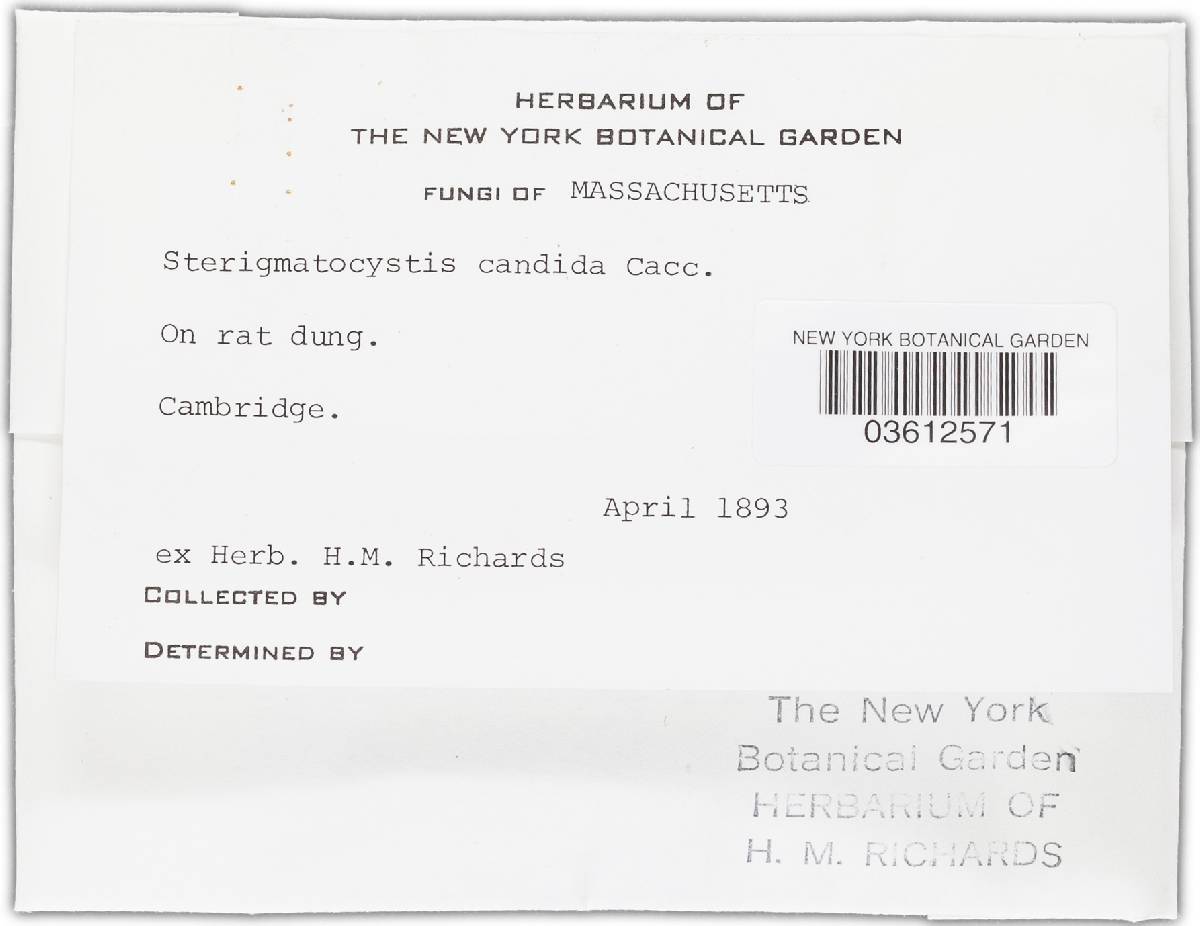 HERBARIUM OF
THE NEW YORK BOTANICAL GARDEN
FUNGI OF MASSACHUSETTS
Sterigmatocystis candida Cacc.
On rat dung.
NEW YORK BOTANICAL GARDEN
03612571
Cambridge.
April 1893
ex Herb. H.M. Richards
COLLECTED BY
DETERMINED BY
The New York
Botanical Garden
HERBARIUM OF
H. M. RICHARDS